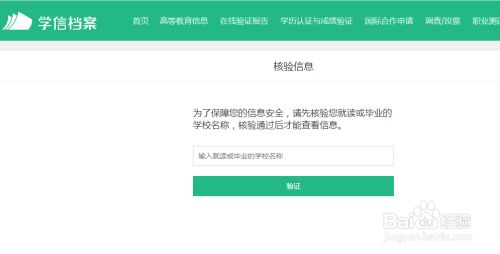 学信档案
首页 高等教育信息 在线验证报告 学历认证与成绩验证 国际合作申请 调查/投票 职业测
核验信息
为了保障您的信息安全，请先核验您就读或毕业的
学校名称，核验通过后才能查看信息。
输入就读或毕业的学校名称
验证
Baidu经验
jingyan.baidu.com